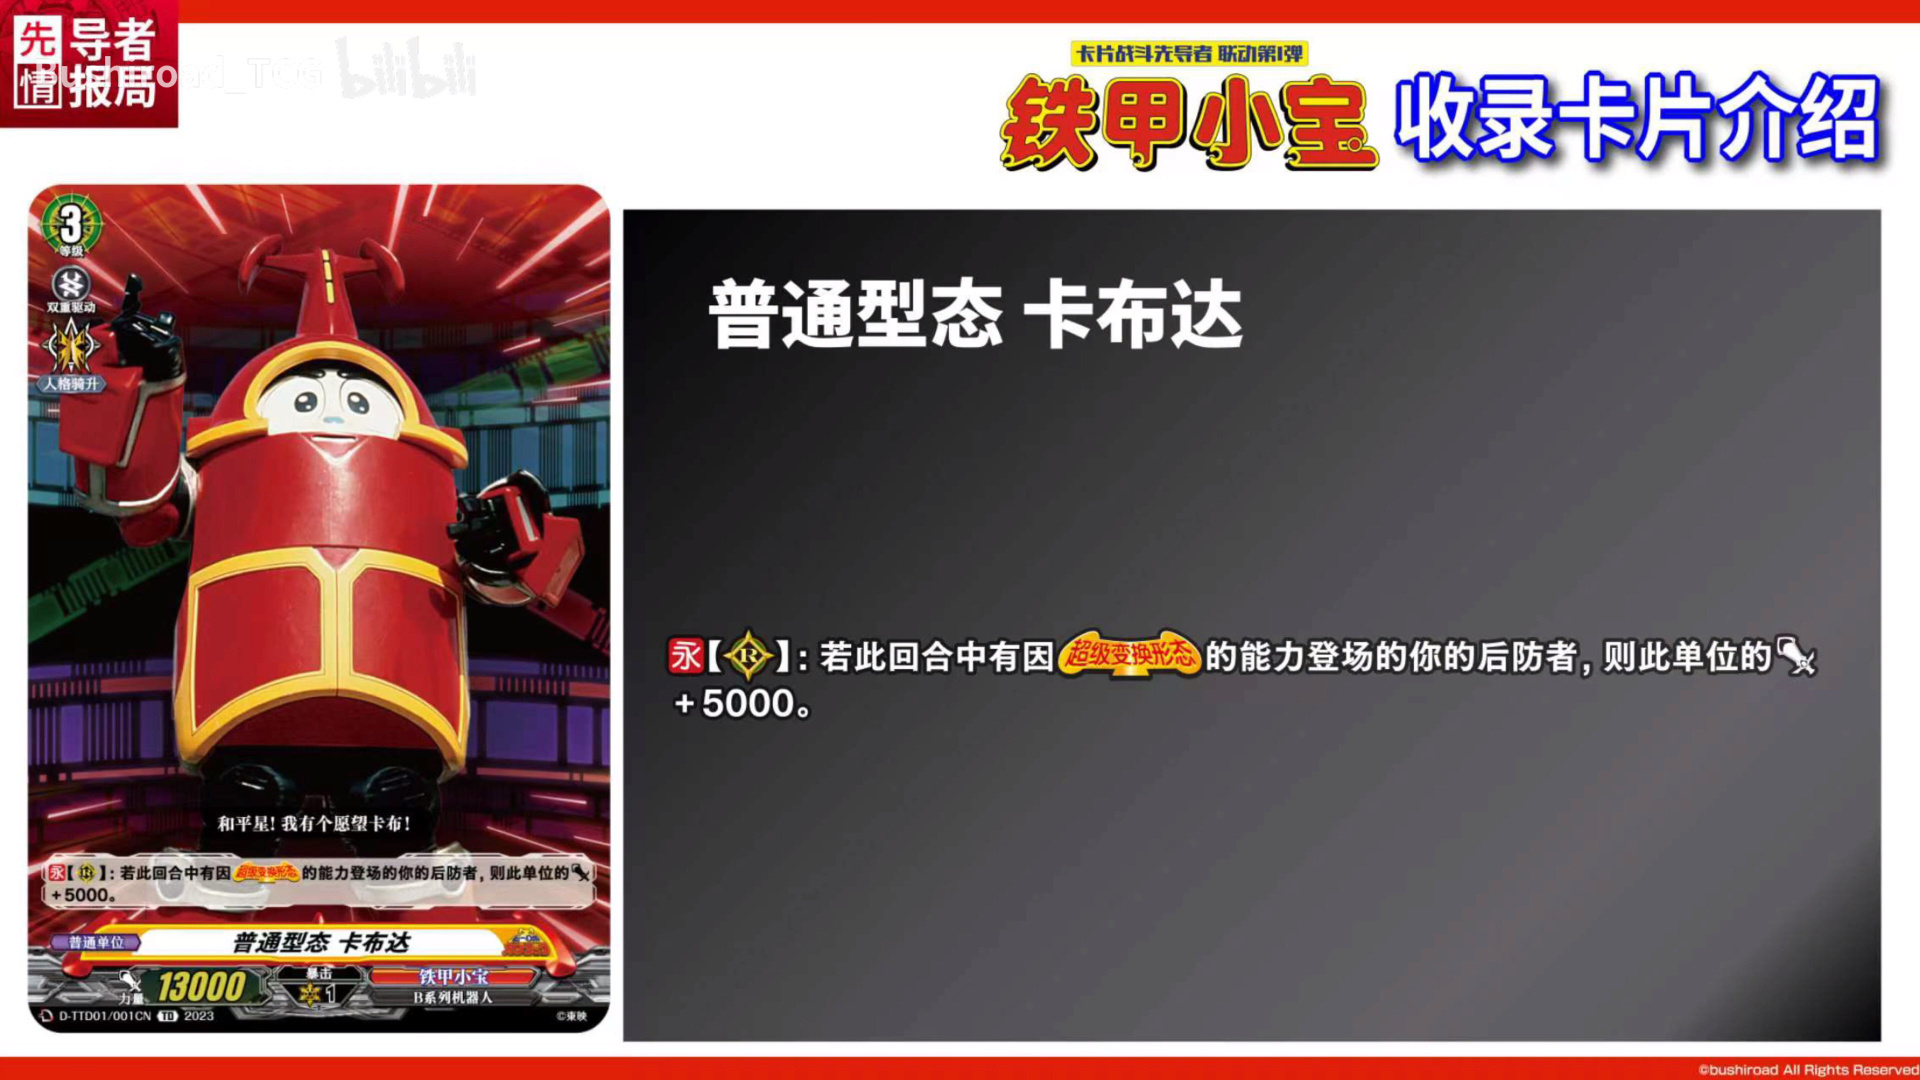 先导者
情报局
Bushiroad_TCG bilibili
卡片战斗先导者 联动第1弹
铁甲小宝 收录卡片介绍
3
等级
双重驱动
人格骑升
和平星！我有个愿望卡布！
永【R】：若此回合中有因超级变换形态的能力登场的你的后防者，则此单位的
+5000。
普通单位 普通型态 卡布达
力量 13000 暴击 1 铁甲小宝
B系列机器人
D-TTD01/001CN TD 2023 ©東映
普通型态 卡布达
永【R】：若此回合中有因超级变换形态的能力登场的你的后防者，则此单位的
+5000。
©bushiroad All Rights Reserved